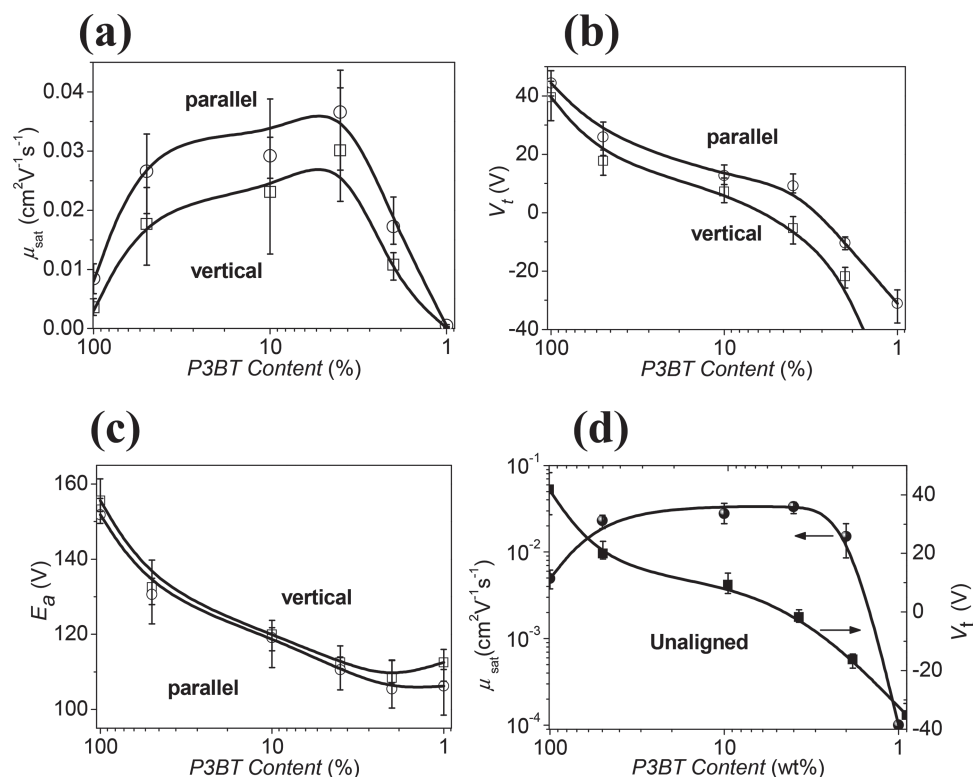 (a)
0.04
0.03
0.02
0.01
0.00
μsat (cm²V⁻¹s⁻¹)
parallel
vertical
100
10
1
P3BT Content (%)
(b)
40
20
0
-20
-40
Vt (V)
parallel
vertical
100
10
1
P3BT Content (%)
(c)
160
140
120
100
Ea (V)
vertical
parallel
100
10
1
P3BT Content (%)
(d)
10⁻¹
10⁻²
10⁻³
10⁻⁴
μsat(cm²V⁻¹s⁻¹)
Unaligned
40
20
0
-20
-40
Vt (V)
100
10
1
P3BT Content (wt%)